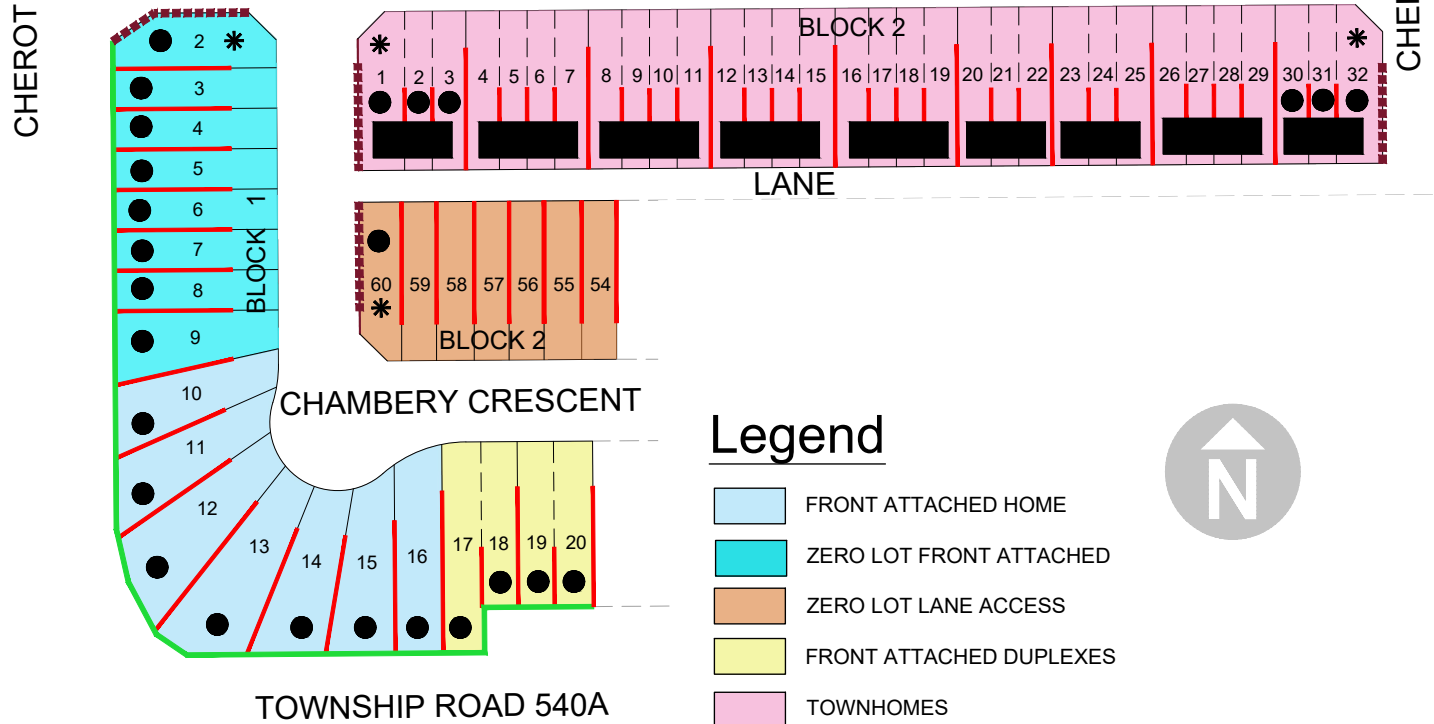 CHEROT
2
3
4
5
6
7
8
9
BLOCK 1
10
11
12
13
14
15
16
17
18
19
20
BLOCK 2
1 2 3 4 5 6 7 8 9 10 11 12 13 14 15 16 17 18 19 20 21 22 23 24 25 26 27 28 29 30 31 32
CHER
LANE
60 59 58 57 56 55 54
BLOCK 2
CHAMBERY CRESCENT
TOWNSHIP ROAD 540A
Legend
FRONT ATTACHED HOME
ZERO LOT FRONT ATTACHED
ZERO LOT LANE ACCESS
FRONT ATTACHED DUPLEXES
TOWNHOMES
N